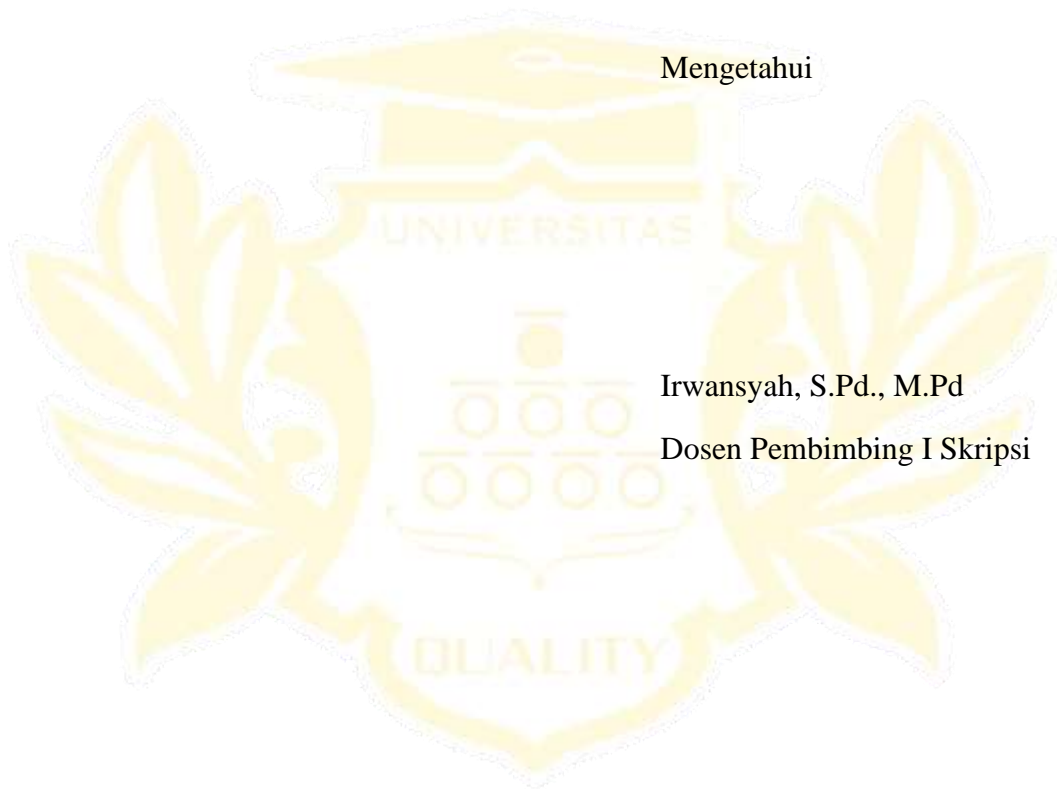 Mengetahui
UNIVERSITAS
Irwansyah, S.Pd., M.Pd
Dosen Pembimbing I Skripsi
QUALITY